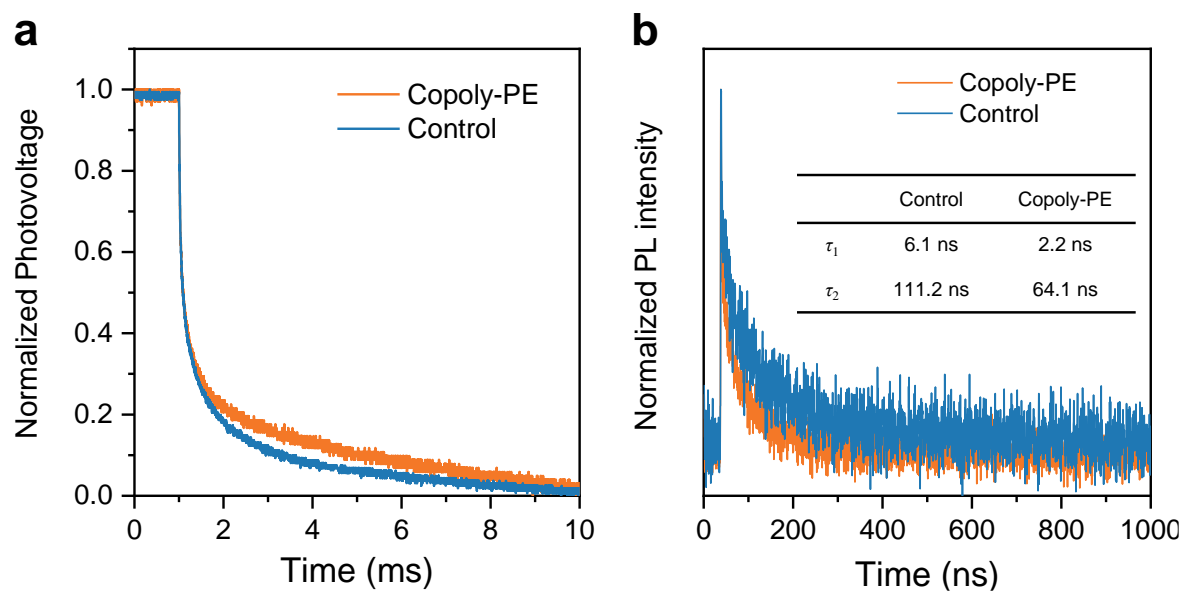 a
Normalized Photovoltage
1.0
0.8
0.6
0.4
0.2
0.0
0 2 4 6 8 10
Time (ms)
Copoly-PE
Control
b
Normalized PL intensity
Copoly-PE
Control
Control Copoly-PE
τ1 6.1 ns 2.2 ns
τ2 111.2 ns 64.1 ns
0 200 400 600 800 1000
Time (ns)